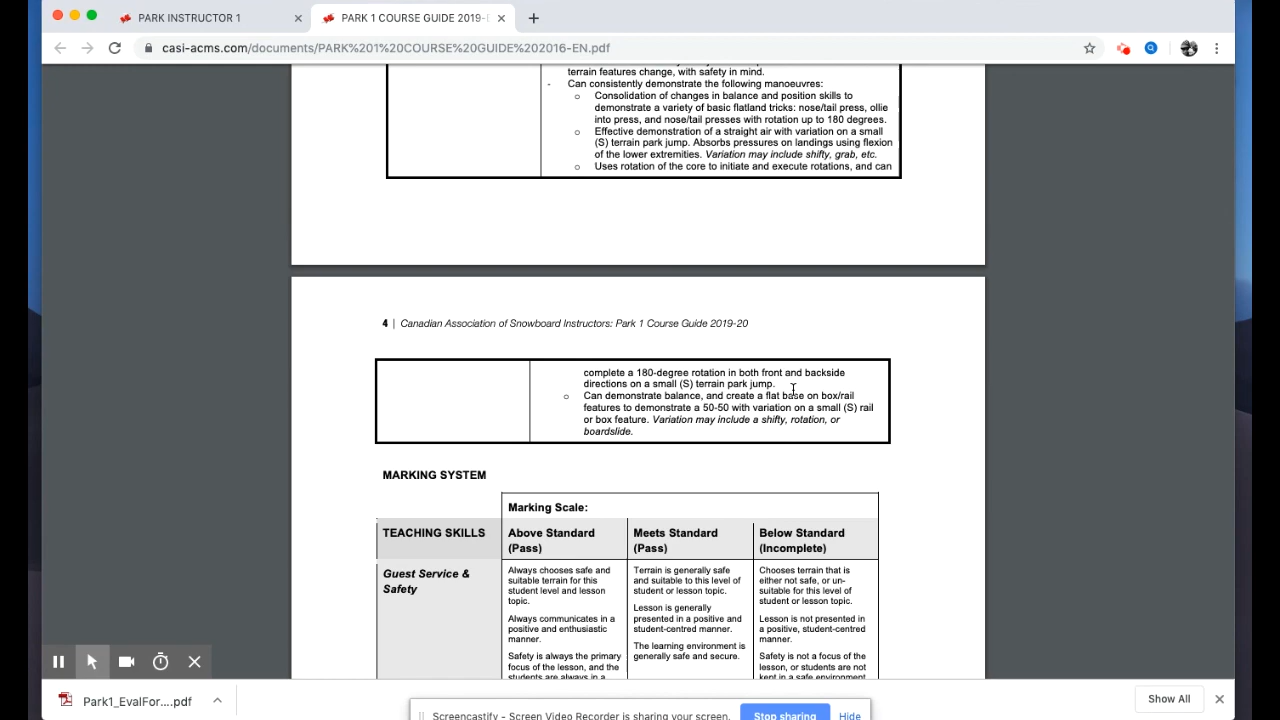 PARK INSTRUCTOR 1
PARK 1 COURSE GUIDE 2019-
casi-acms.com/documents/PARK%201%20COURSE%20GUIDE%202016-EN.pdf
terrain features change, with safety in mind.
- Can consistently demonstrate the following manoeuvres:
o Consolidation of changes in balance and position skills to
demonstrate a variety of basic flatland tricks: nose/tail press, ollie
into press, and nose/tail presses with rotation up to 180 degrees.
o Effective demonstration of a straight air with variation on a small
(S) terrain park jump. Absorbs pressures on landings using flexion
of the lower extremities. Variation may include shifty, grab, etc.
o Uses rotation of the core to initiate and execute rotations, and can
4 | Canadian Association of Snowboard Instructors: Park 1 Course Guide 2019-20
complete a 180-degree rotation in both front and backside
directions on a small (S) terrain park jump.
o Can demonstrate balance, and create a flat base on box/rail
features to demonstrate a 50-50 with variation on a small (S) rail
or box feature. Variation may include a shifty, rotation, or
boardslide.
MARKING SYSTEM
Marking Scale:
TEACHING SKILLS
Above Standard
(Pass)
Meets Standard
(Pass)
Below Standard
(Incomplete)
Guest Service &
Safety
Always chooses safe and
suitable terrain for this
student level and lesson
topic.
Always communicates in a
positive and enthusiastic
manner.
Safety is always the primary
focus of the lesson, and the
students are always in a
Terrain is generally safe
and suitable to this level of
student or lesson topic.
Lesson is generally
presented in a positive and
student-centred manner.
The learning environment is
generally safe and secure.
Chooses terrain that is
either not safe, or un-
suitable for this level of
student or lesson topic.
Lesson is not presented in
a positive, student-centred
manner.
Safety is not a focus of the
lesson, or students are not
kept in a safe environment
Park1_EvalFor....pdf
Show All
Screencastify - Screen Video Recorder is sharing your screen.
Stop sharing
Hide